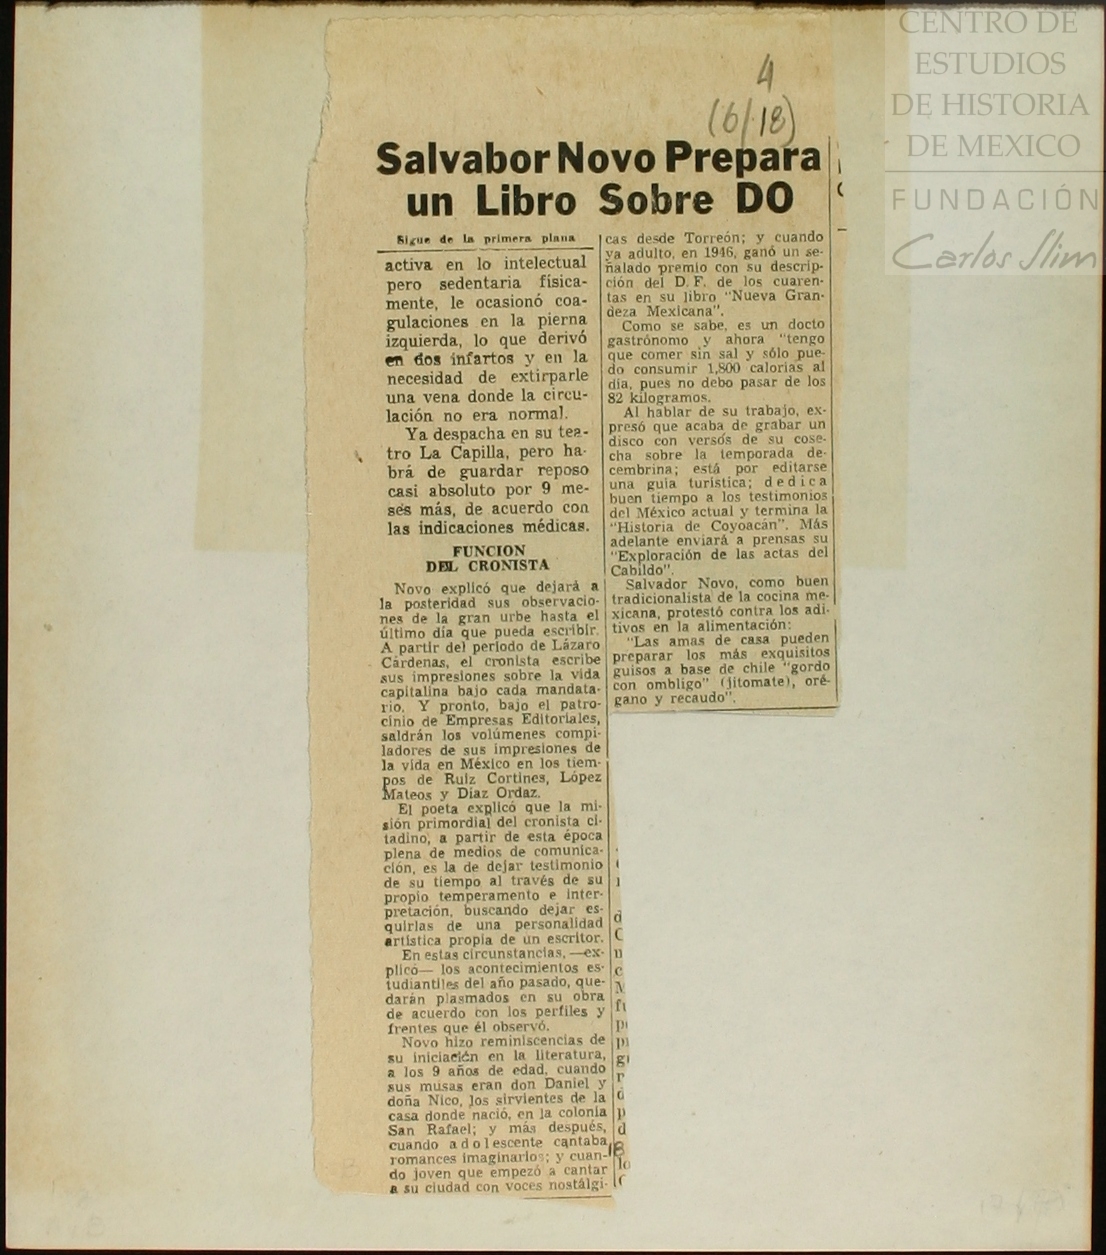 CENTRO DE
ESTUDIOS
DE HISTORIA
DE MEXICO
FUNDACIÓN
Carlos Slim
4
(6/18)
Salvabor Novo Prepara
un Libro Sobre DO
Sigue de la primera plana
activa en lo intelectual
pero sedentaria física-
mente, le ocasionó coa-
gulaciones en la pierna
izquierda, lo que derivó
en dos infartos y en la
necesidad de extirparle
una vena donde la circu-
lación no era normal.
Ya despacha en su tea-
tro La Capilla, pero ha-
brá de guardar reposo
casi absoluto por 9 me-
ses más, de acuerdo con
las indicaciones médicas.
FUNCION
DEL CRONISTA
Novo explicó que dejará a
la posteridad sus observacio-
nes de la gran urbe hasta el
último día que pueda escribir.
A partir del período de Lázaro
Cárdenas, el cronista escribe
sus impresiones sobre la vida
capitalina bajo cada mandata-
rio. Y pronto, bajo el patro-
cinio de Empresas Editoriales,
saldrán los volúmenes compi-
ladores de sus impresiones de
la vida en México en los tiem-
pos de Ruiz Cortines, López
Mateos y Díaz Ordaz.
El poeta explicó que la mi-
sión primordial del cronista ci-
tadino, a partir de esta época
plena de medios de comunica-
ción, es la de dejar testimonio
de su tiempo al través de su
propio temperamento e inter-
pretación, buscando dejar es-
quirlas de una personalidad
artística propia de un escritor.
En estas circunstancias, —ex-
plicó— los acontecimientos es-
tudiantiles del año pasado, que-
darán plasmados en su obra
de acuerdo con los perfiles y
frentes que él observó.
Novo hizo reminiscencias de
su iniciación en la literatura,
a los 9 años de edad, cuando
sus musas eran don Daniel y
doña Nico, los sirvientes de la
casa donde nació, en la colonia
San Rafael; y más después,
cuando adolescente cantaba
romances imaginarios; y cuan-
do joven que empezó a cantar
a su ciudad con voces nostálgi-
cas desde Torreón; y cuando
ya adulto, en 1946, ganó un se-
ñalado premio con su descrip-
ción del D. F. de los cuaren-
tas en su libro "Nueva Gran-
deza Mexicana".
Como se sabe, es un docto
gastrónomo y ahora "tengo
que comer sin sal y sólo pue-
do consumir 1,800 calorías al
día, pues no debo pasar de los
82 kilogramos.
Al hablar de su trabajo, ex-
presó que acaba de grabar un
disco con versos de su cose-
cha sobre la temporada de-
cembrina; está por editarse
una guía turística; dedica
buen tiempo a los testimonios
del México actual y termina la
"Historia de Coyoacán". Más
adelante enviará a prensas su
"Exploración de las actas del
Cabildo".
Salvador Novo, como buen
tradicionalista de la cocina me-
xicana, protestó contra los adi-
tivos en la alimentación:
"Las amas de casa pueden
preparar los más exquisitos
guisos a base de chile "gordo
con ombligo" (jitomate), oré-
gano y recaudo".
18